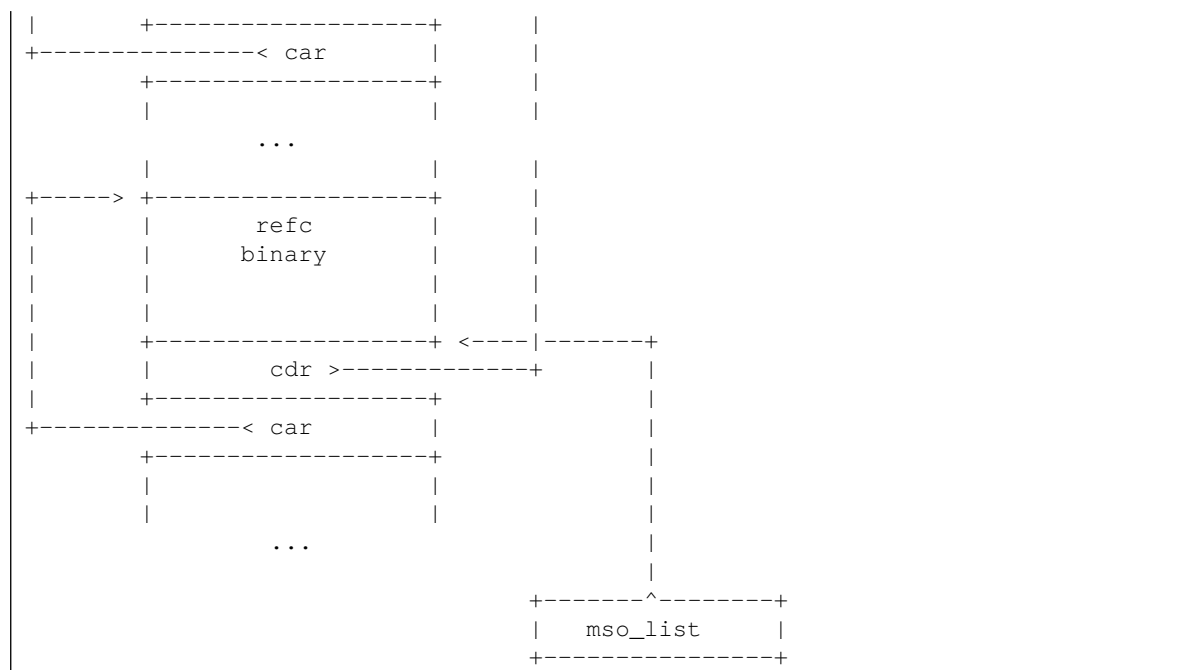 < car
...
refc
binary
cdr >
< car
...
mso_list